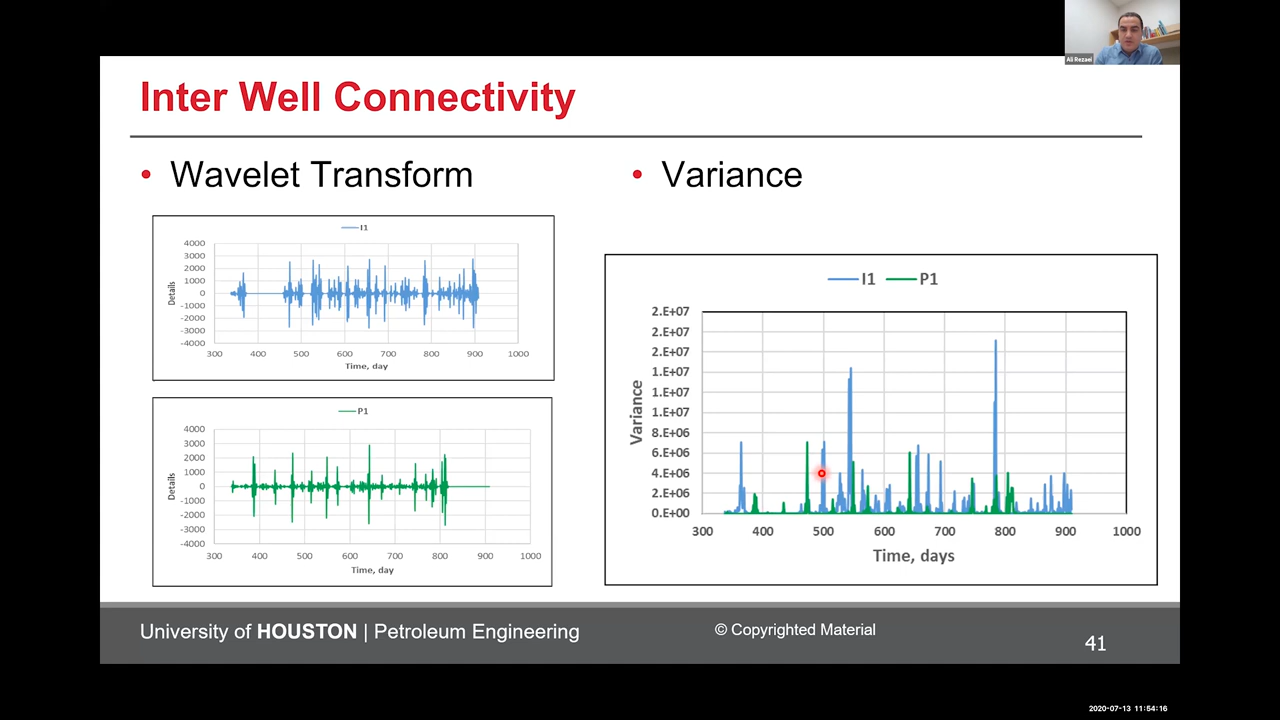 Ali Rezaei
Inter Well Connectivity
• Wavelet Transform
• Variance
I1
4000
3000
2000
1000
0
-1000
-2000
-3000
-4000
Details
300 400 500 600 700 800 900 1000
Time, day
P1
4000
3000
2000
1000
0
-1000
-2000
-3000
-4000
Details
300 400 500 600 700 800 900 1000
Time, day
I1 P1
2.E+07
2.E+07
2.E+07
1.E+07
1.E+07
1.E+07
8.E+06
6.E+06
4.E+06
2.E+06
0.E+00
Variance
300 400 500 600 700 800 900 1000
Time, days
University of HOUSTON | Petroleum Engineering
© Copyrighted Material
41
2020-07-13 11:54:16